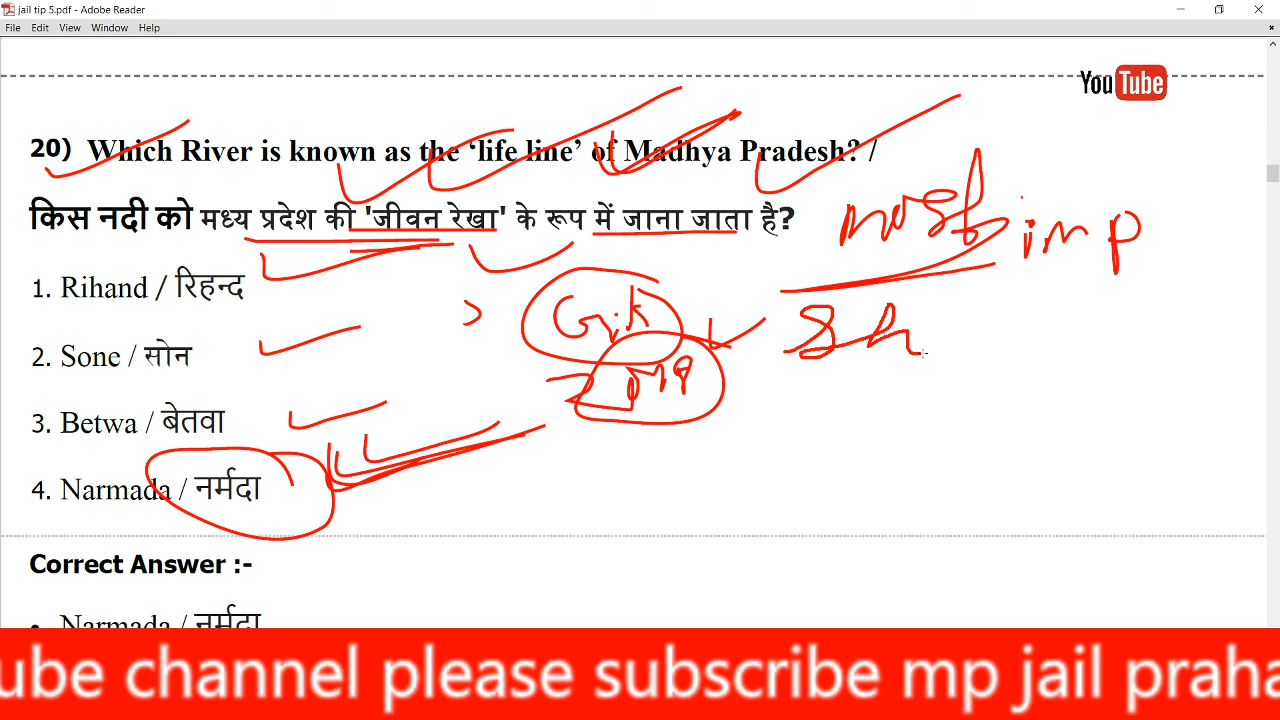 jail tip 5.pdf - Adobe Reader
File Edit View Window Help
YouTube
20) Which River is known as the ‘life line’ of Madhya Pradesh? /
किस नदी को मध्य प्रदेश की 'जीवन रेखा' के रूप में जाना जाता है?
most imp
1. Rihand / रिहन्द
G.k
2. Sone / सोन
3. Betwa / बेतवा
4. Narmada / नर्मदा
Correct Answer :-
• Narmada / नर्मदा
ube channel please subscribe mp jail praha